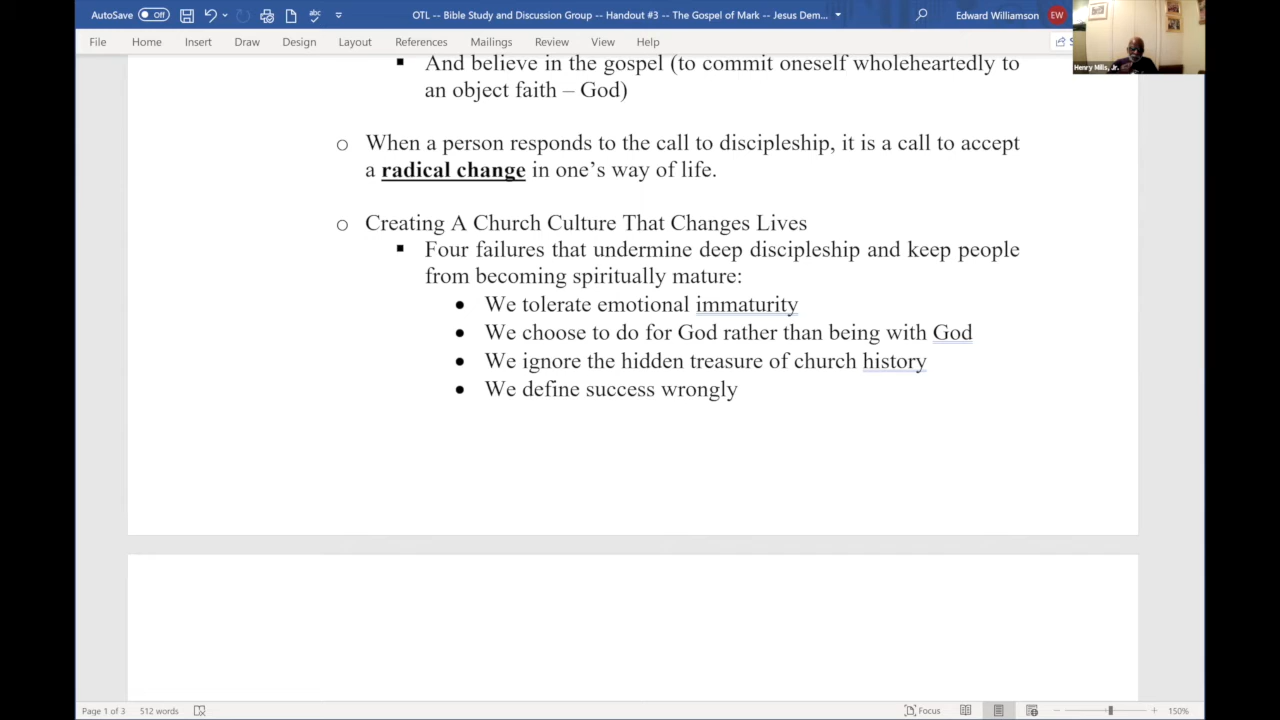 AutoSave Off OTL -- Bible Study and Discussion Group -- Handout #3 -- The Gospel of Mark -- Jesus Dem... Edward Williamson EW
File Home Insert Draw Design Layout References Mailings Review View Help
Henry Mills, Jr.
▪ And believe in the gospel (to commit oneself wholeheartedly to
an object faith – God)
o When a person responds to the call to discipleship, it is a call to accept
a radical change in one’s way of life.
o Creating A Church Culture That Changes Lives
▪ Four failures that undermine deep discipleship and keep people
from becoming spiritually mature:
• We tolerate emotional immaturity
• We choose to do for God rather than being with God
• We ignore the hidden treasure of church history
• We define success wrongly
Page 1 of 3 512 words Focus 150%